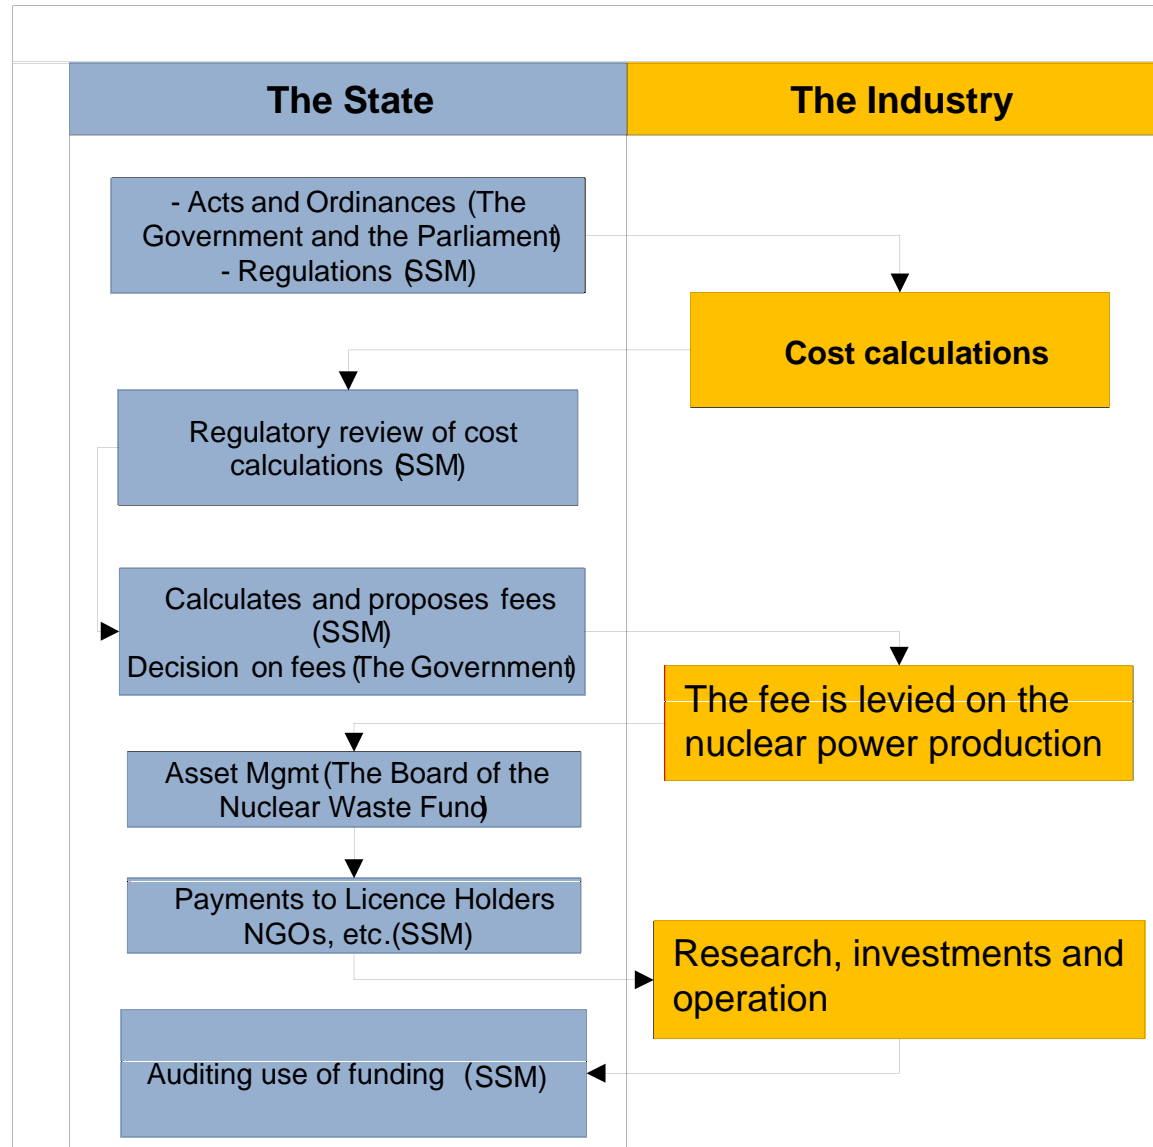 The State
The Industry
- Acts and Ordinances (The
Government and the Parliament)
- Regulations (SSM)
Cost calculations
Regulatory review of cost
calculations (SSM)
Calculates and proposes fees
(SSM)
Decision on fees (The Government)
The fee is levied on the
nuclear power production
Asset Mgmt (The Board of the
Nuclear Waste Fund)
Payments to Licence Holders
NGOs, etc.(SSM)
Research, investments and
operation
Auditing use of funding (SSM)